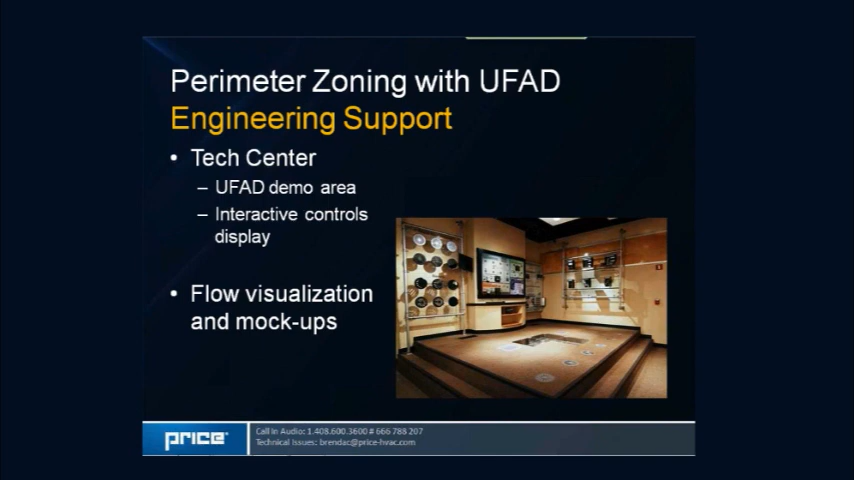 Perimeter Zoning with UFAD
Engineering Support
• Tech Center
– UFAD demo area
– Interactive controls
display
• Flow visualization
and mock-ups
PRICE®
Call In Audio: 1.408.600.3600 # 666 788 207
Technical Issues: brendac@price-hvac.com